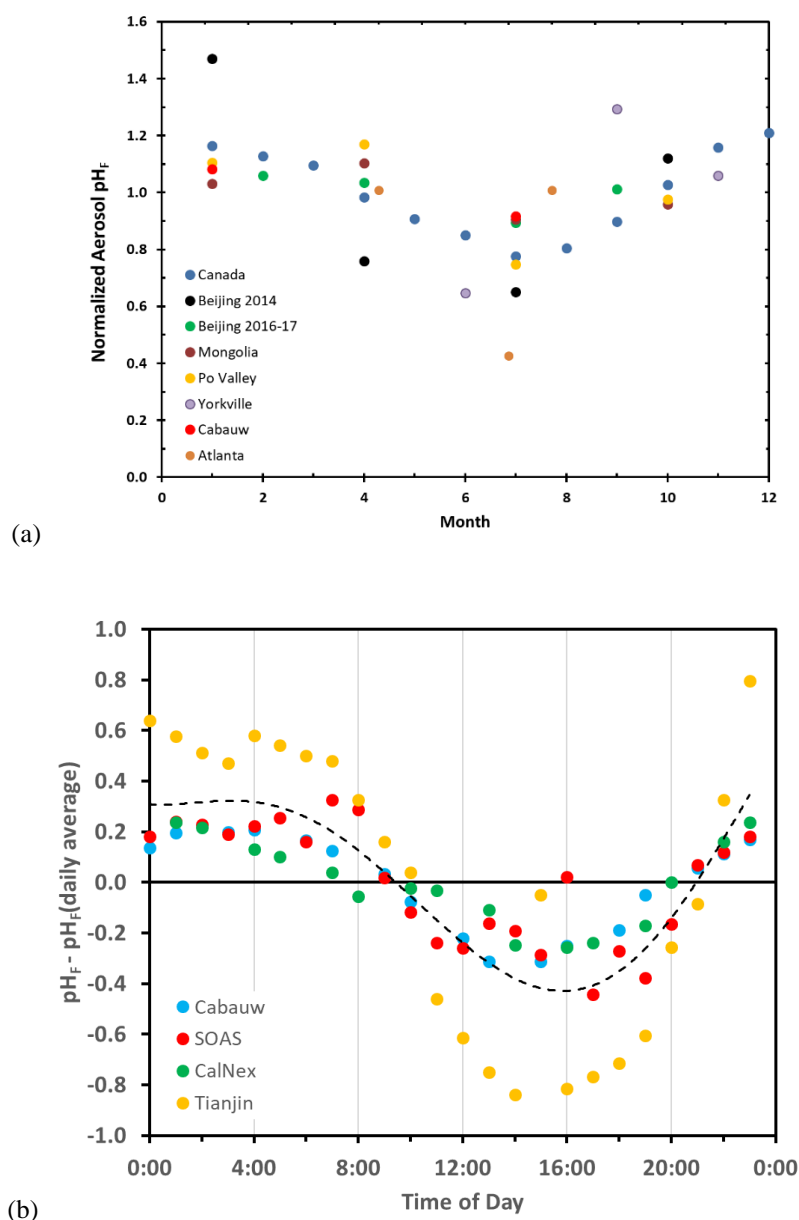 1.6
1.4
1.2
1.0
0.8
0.6
0.4
0.2
0.0
Normalized Aerosol pHF
Canada
Beijing 2014
Beijing 2016-17
Mongolia
Po Valley
Yorkville
Cabauw
Atlanta
0 2 4 6 8 10 12
Month
(a)
1.0
0.8
0.6
0.4
0.2
0.0
-0.2
-0.4
-0.6
-0.8
-1.0
pHF - pHF(daily average)
Cabauw
SOAS
CalNex
Tianjin
0:00 4:00 8:00 12:00 16:00 20:00 0:00
Time of Day
(b)